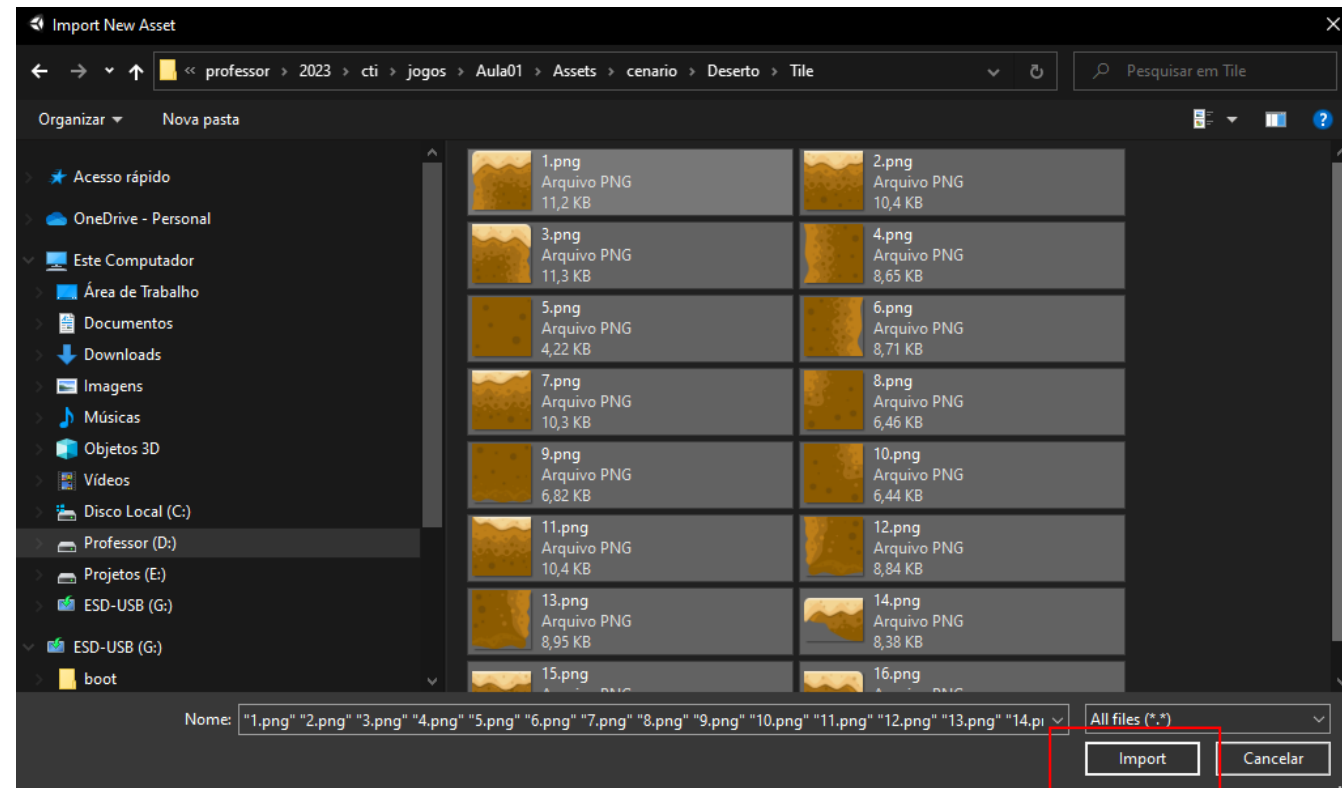 Import New Asset
« professor › 2023 › cti › jogos › Aula01 › Assets › cenario › Deserto › Tile
Pesquisar em Tile
Organizar
Nova pasta
Acesso rápido
OneDrive - Personal
Este Computador
Área de Trabalho
Documentos
Downloads
Imagens
Músicas
Objetos 3D
Vídeos
Disco Local (C:)
Professor (D:)
Projetos (E:)
ESD-USB (G:)
ESD-USB (G:)
boot
1.png
Arquivo PNG
11,2 KB
2.png
Arquivo PNG
10,4 KB
3.png
Arquivo PNG
11,3 KB
4.png
Arquivo PNG
8,65 KB
5.png
Arquivo PNG
4,22 KB
6.png
Arquivo PNG
8,71 KB
7.png
Arquivo PNG
10,3 KB
8.png
Arquivo PNG
6,46 KB
9.png
Arquivo PNG
6,82 KB
10.png
Arquivo PNG
6,44 KB
11.png
Arquivo PNG
10,4 KB
12.png
Arquivo PNG
8,84 KB
13.png
Arquivo PNG
8,95 KB
14.png
Arquivo PNG
8,38 KB
15.png
16.png
Nome: "1.png" "2.png" "3.png" "4.png" "5.png" "6.png" "7.png" "8.png" "9.png" "10.png" "11.png" "12.png" "13.png" "14.p
All files (*.*)
Import
Cancelar